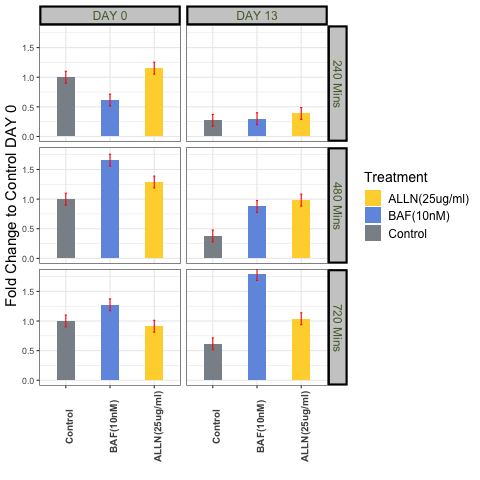 DAY 0
DAY 13
Fold Change to Control DAY 0
1.5
1.0
0.5
0.0
240 Mins
1.5
1.0
0.5
0.0
480 Mins
1.5
1.0
0.5
0.0
720 Mins
Control
BAF(10nM)
ALLN(25ug/ml)
Control
BAF(10nM)
ALLN(25ug/ml)
Treatment
ALLN(25ug/ml)
BAF(10nM)
Control